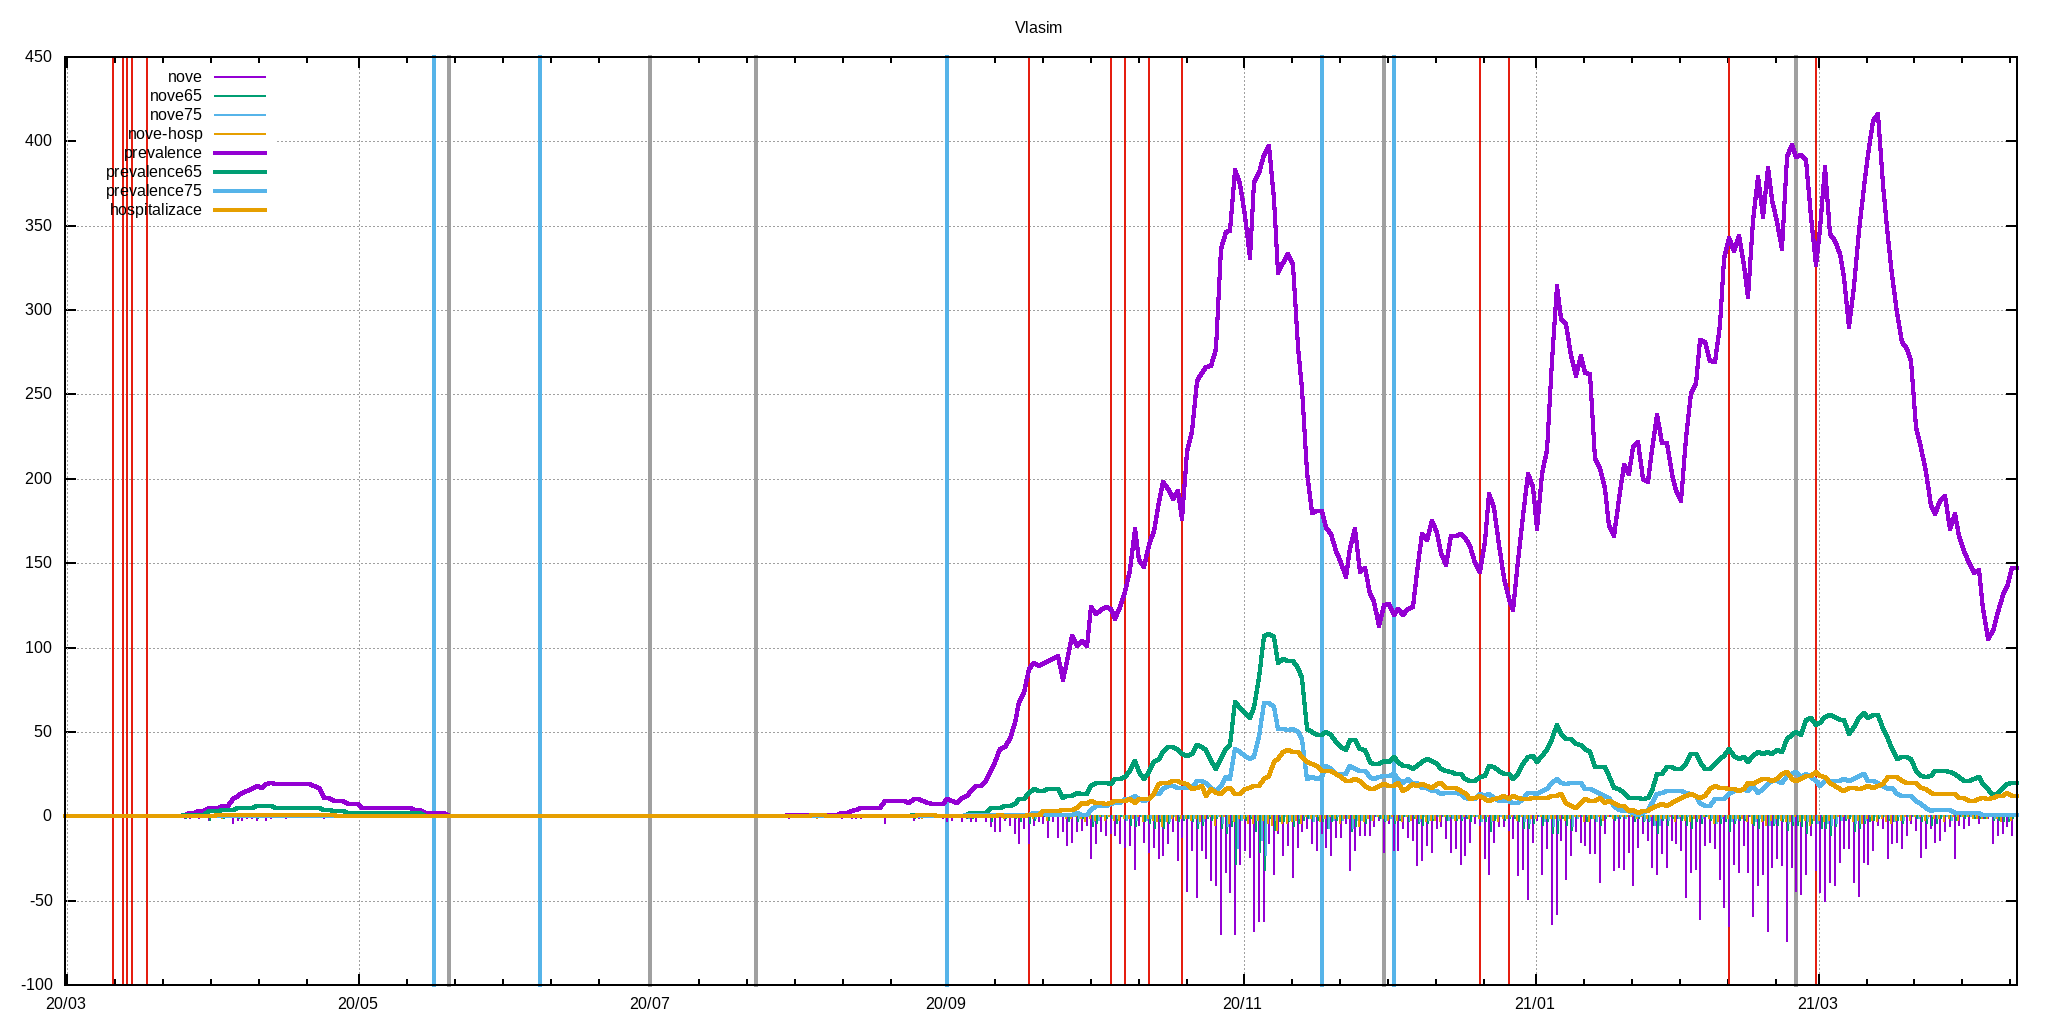 Vlasim
450
400
350
300
250
200
150
100
50
0
-50
-100
nove
nove65
nove75
nove-hosp
prevalence
prevalence65
prevalence75
hospitalizace
20/03
20/05
20/07
20/09
20/11
21/01
21/03